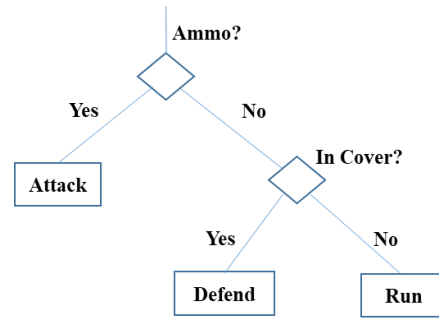 Ammo?
Yes
No
In Cover?
Attack
Yes
No
Defend
Run